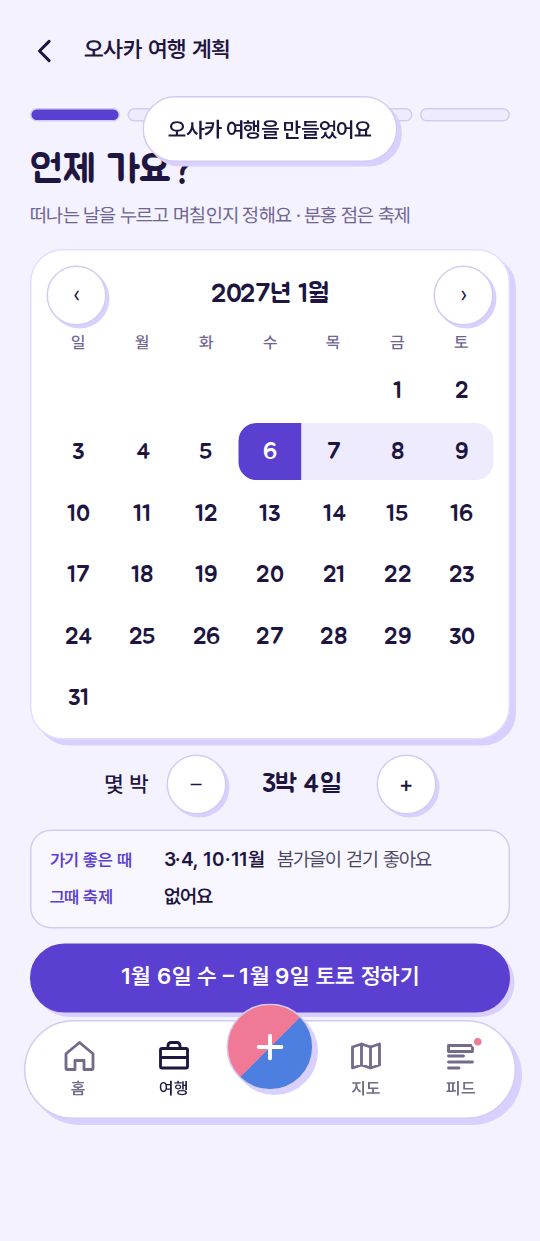 오사카 여행 계획
오사카 여행을 만들었어요
언제 가요?
떠나는 날을 누르고 며칠인지 정해요 · 분홍 점은 축제
‹ 2027년 1월 ›
일 월 화 수 목 금 토
1 2
3 4 5 6 7 8 9
10 11 12 13 14 15 16
17 18 19 20 21 22 23
24 25 26 27 28 29 30
31
몇 박 − 3박 4일 +
가기 좋은 때 3·4, 10·11월 봄가을이 걷기 좋아요
그때 축제 없어요
1월 6일 수 – 1월 9일 토로 정하기
홈 여행 + 지도 피드